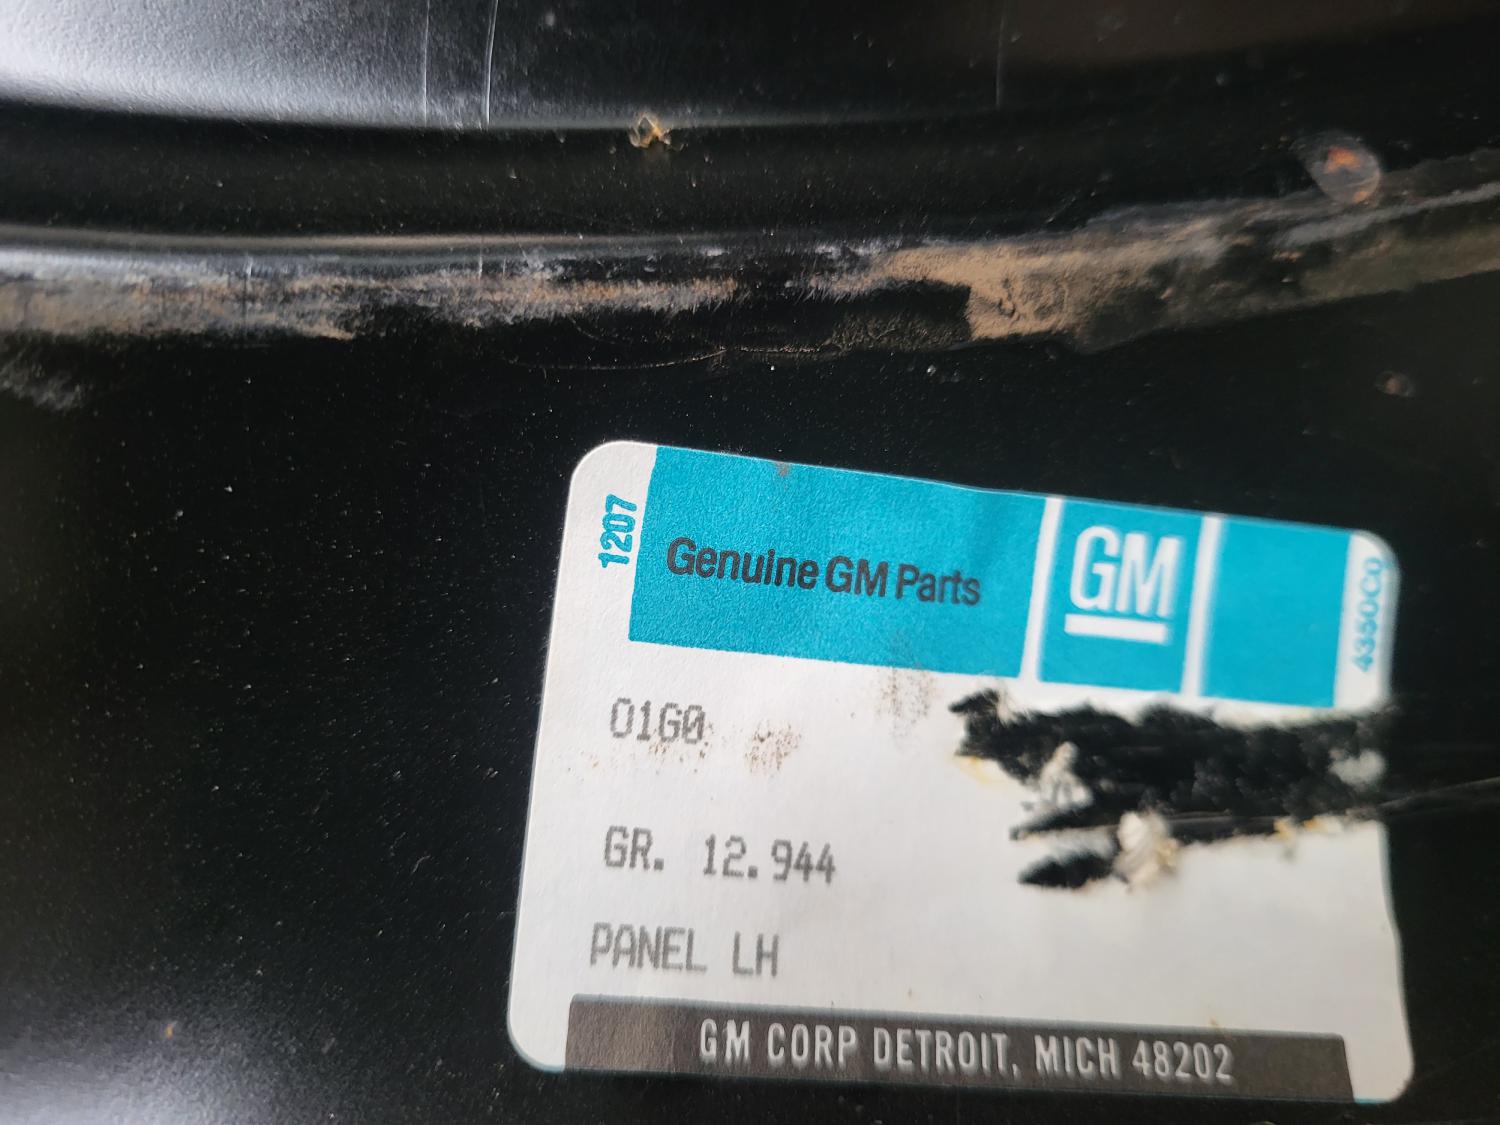 1207
Genuine GM Parts
GM
4350C0
01G0
GR. 12.944
PANEL LH
GM CORP DETROIT, MICH 48202